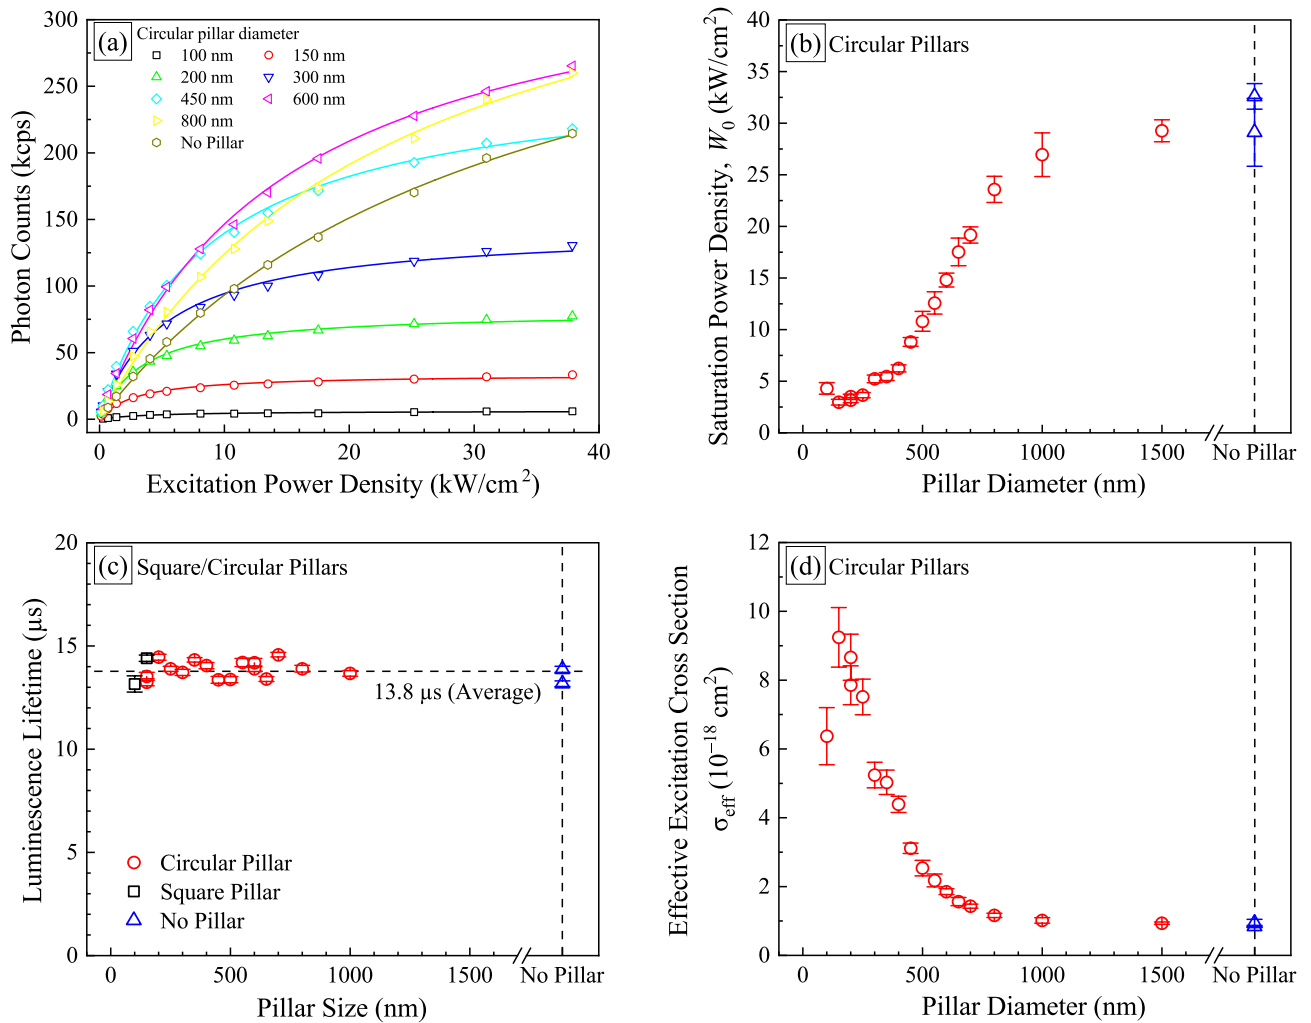 (a)
Circular pillar diameter
100 nm
150 nm
200 nm
300 nm
450 nm
600 nm
800 nm
No Pillar
300
250
200
150
100
50
0
Photon Counts (kcps)
0 10 20 30 40
Excitation Power Density (kW/cm²)
(b)
Circular Pillars
40
35
30
25
20
15
10
5
0
Saturation Power Density, W₀ (kW/cm²)
0 500 1000 1500 No Pillar
Pillar Diameter (nm)
(c)
Square/Circular Pillars
20
15
10
5
0
Luminescence Lifetime (μs)
13.8 μs (Average)
Circular Pillar
Square Pillar
No Pillar
0 500 1000 1500 No Pillar
Pillar Size (nm)
(d)
Circular Pillars
12
10
8
6
4
2
0
Effective Excitation Cross Section
σeff (10⁻¹⁸ cm²)
0 500 1000 1500 No Pillar
Pillar Diameter (nm)